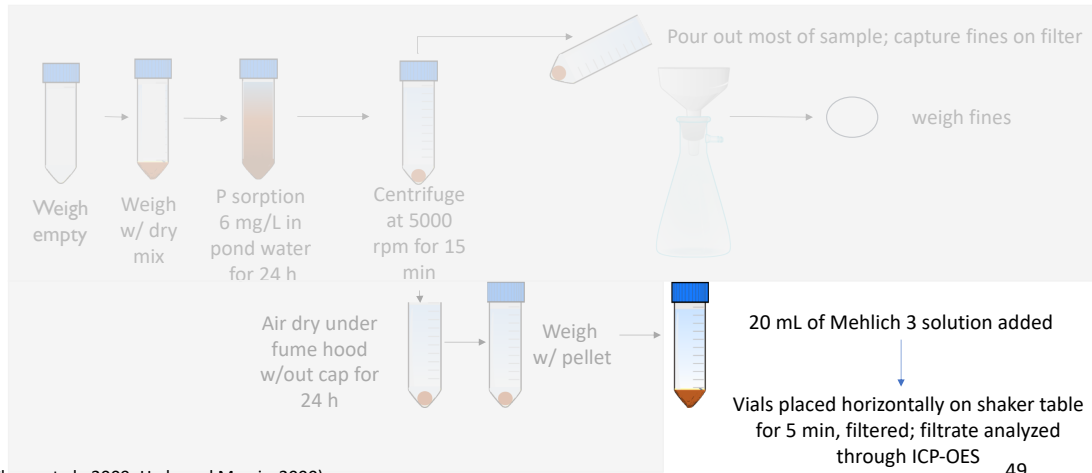 Pour out most of sample; capture fines on filter
weigh fines
Weigh
empty
Weigh
w/ dry
mix
P sorption
6 mg/L in
pond water
for 24 h
Centrifuge
at 5000
rpm for 15
min
Air dry under
fume hood
w/out cap for
24 h
Weigh
w/ pellet
20 mL of Mehlich 3 solution added
Vials placed horizontally on shaker table
for 5 min, filtered; filtrate analyzed
through ICP-OES
49